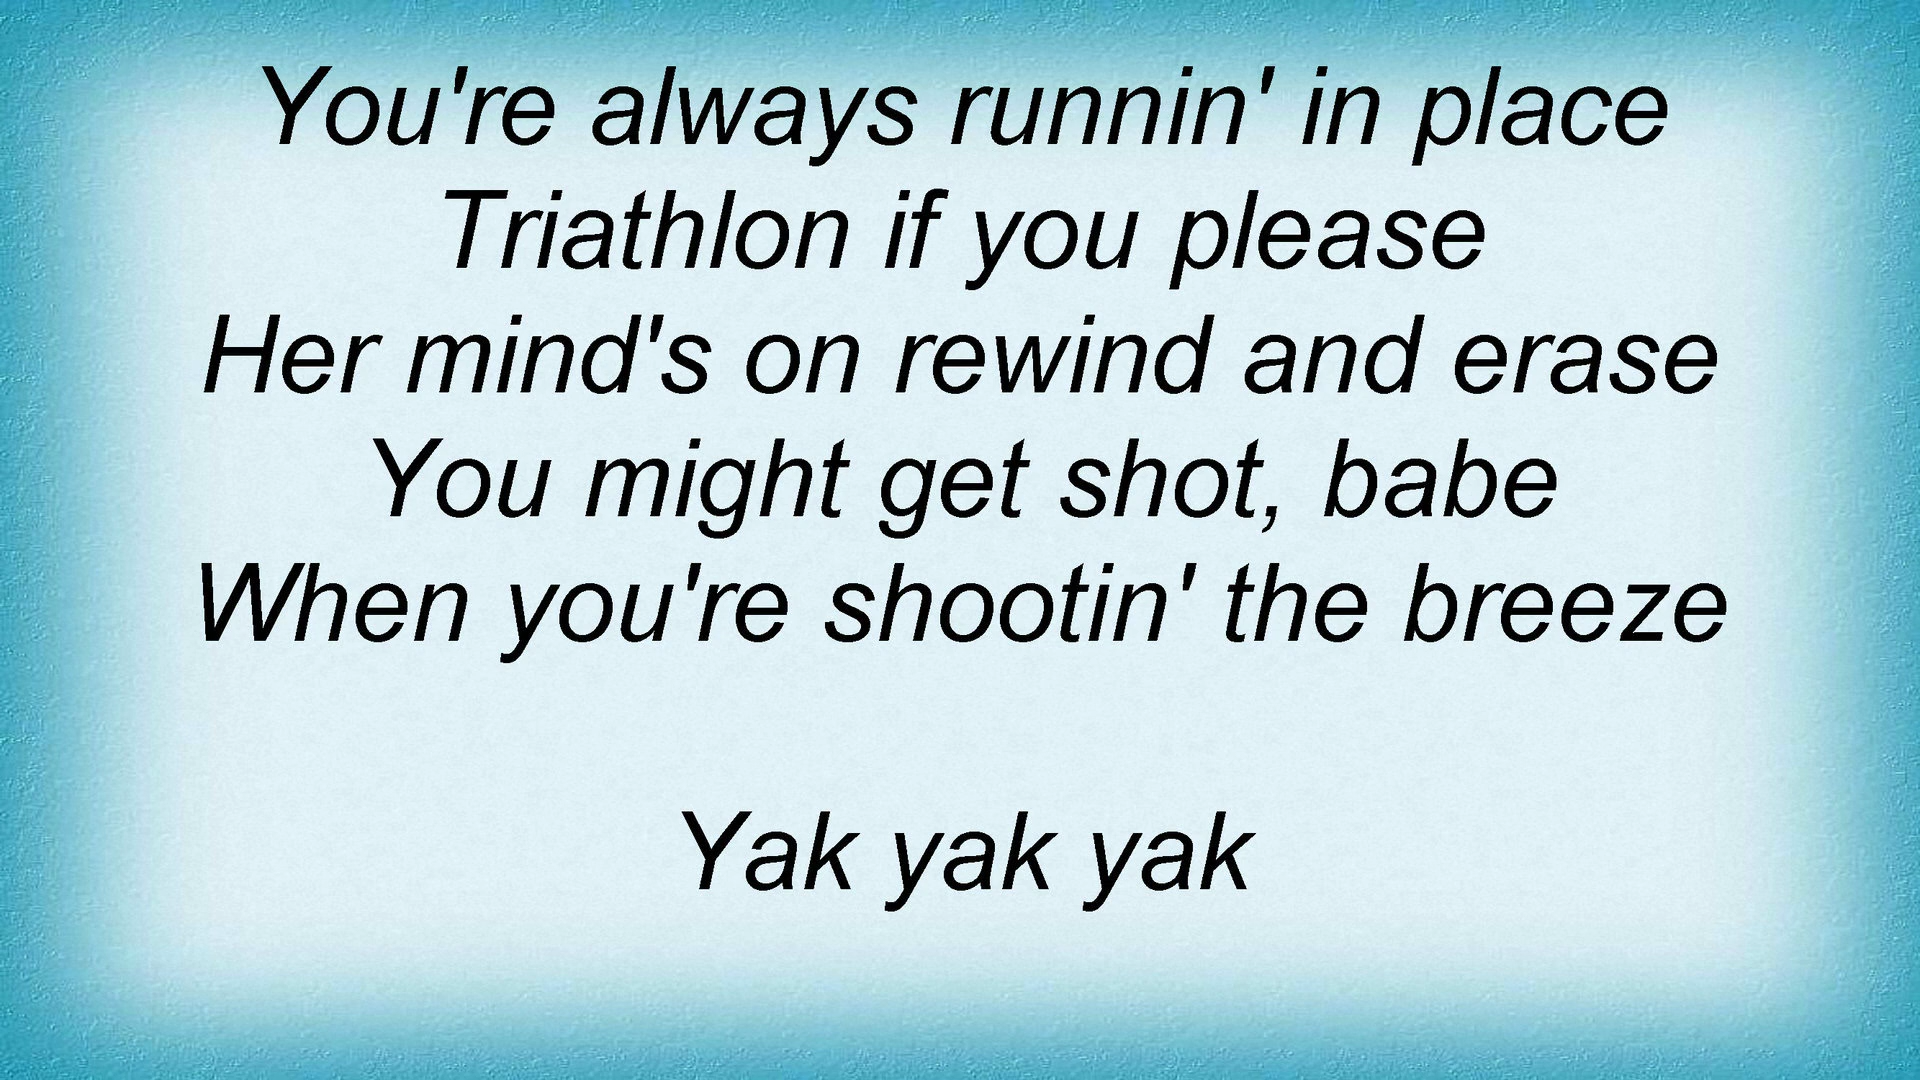 You're always runnin' in place
Triathlon if you please
Her mind's on rewind and erase
You might get shot, babe
When you're shootin' the breeze
Yak yak yak